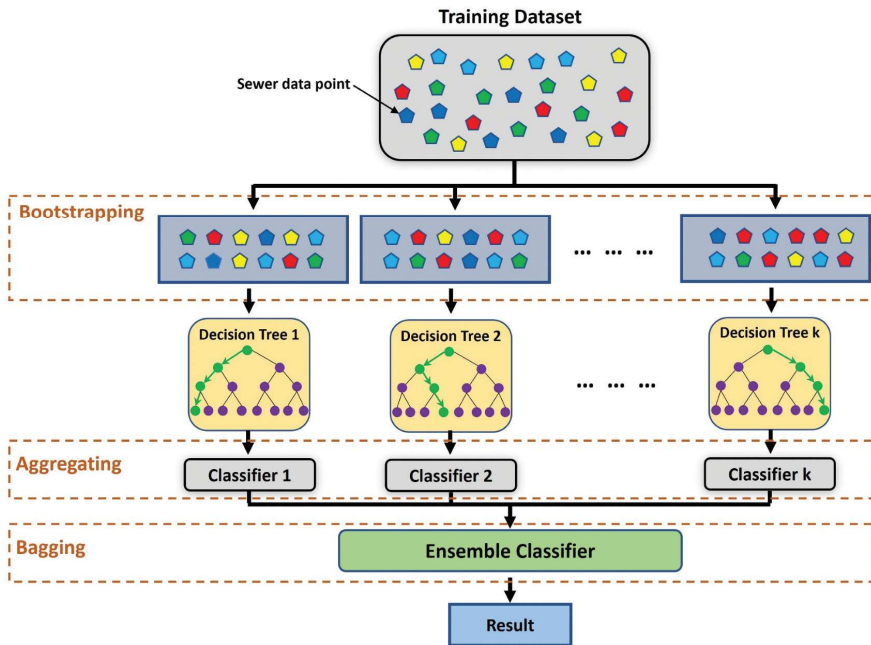 Training Dataset
Sewer data point
Bootstrapping
... ... ...
Decision Tree 1
Decision Tree 2
Decision Tree k
... ... ...
Aggregating
Classifier 1
Classifier 2
Classifier k
Bagging
Ensemble Classifier
Result